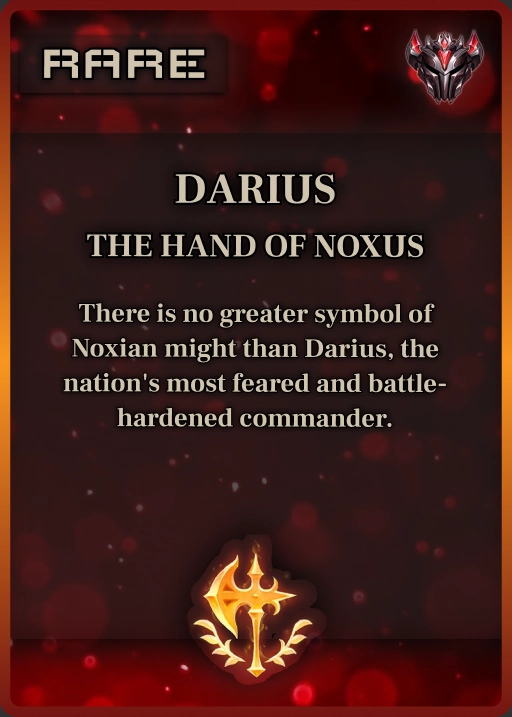 RARE
DARIUS
THE HAND OF NOXUS
There is no greater symbol of
Noxian might than Darius, the
nation's most feared and battle-
hardened commander.